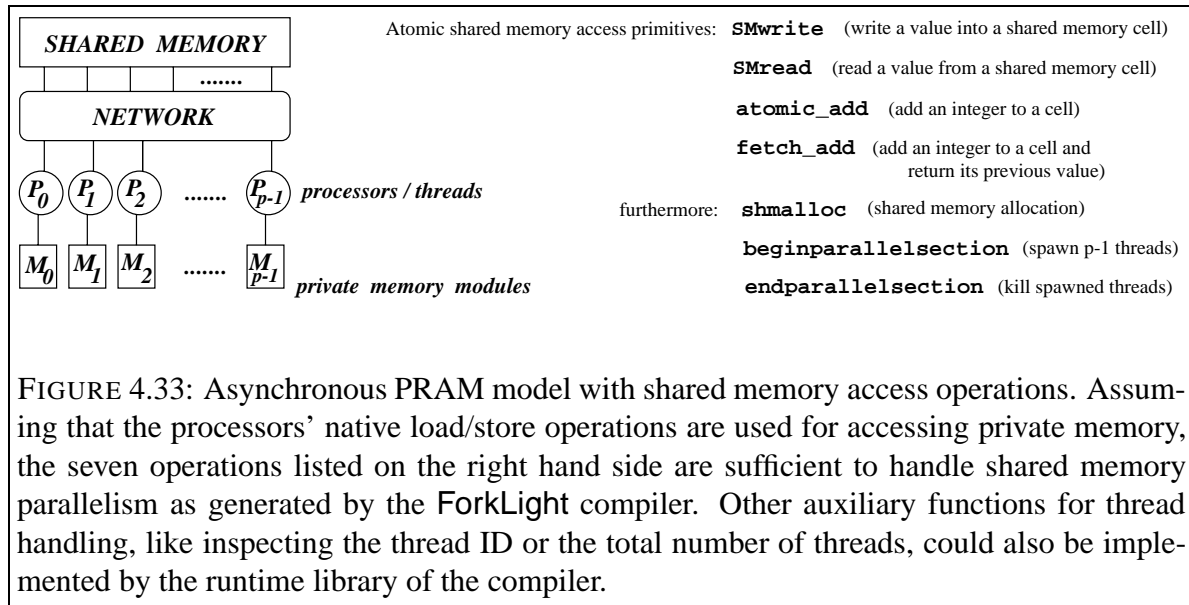 SHARED MEMORY
.......
NETWORK
P0 P1 P2 ....... Pp-1 processors / threads
M0 M1 M2 ....... Mp-1 private memory modules
Atomic shared memory access primitives: SMwrite (write a value into a shared memory cell)
SMread (read a value from a shared memory cell)
atomic_add (add an integer to a cell)
fetch_add (add an integer to a cell and
return its previous value)
furthermore: shmalloc (shared memory allocation)
beginparallelsection (spawn p-1 threads)
endparallelsection (kill spawned threads)
FIGURE 4.33: Asynchronous PRAM model with shared memory access operations. Assum-
ing that the processors' native load/store operations are used for accessing private memory,
the seven operations listed on the right hand side are sufficient to handle shared memory
parallelism as generated by the ForkLight compiler. Other auxiliary functions for thread
handling, like inspecting the thread ID or the total number of threads, could also be imple-
mented by the runtime library of the compiler.